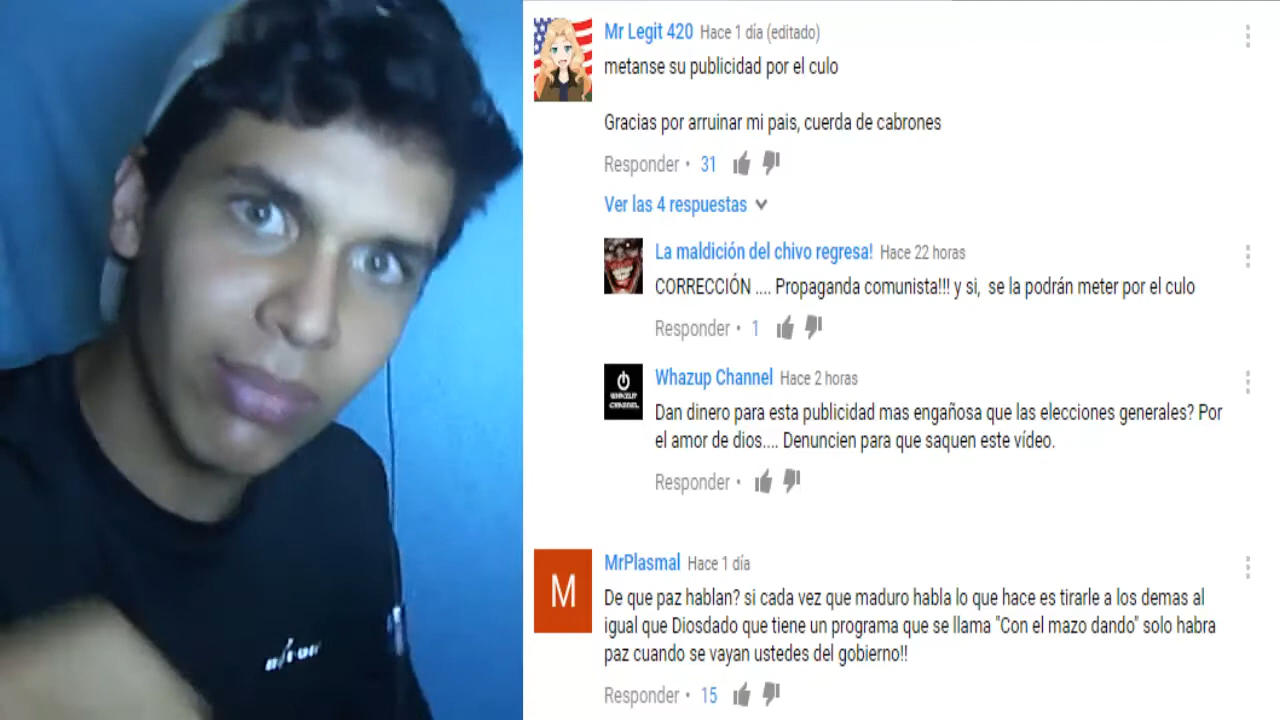 Mr Legit 420 Hace 1 día (editado)
metanse su publicidad por el culo
Gracias por arruinar mi pais, cuerda de cabrones
Responder • 31
Ver las 4 respuestas
La maldición del chivo regresa! Hace 22 horas
CORRECCIÓN .... Propaganda comunista!!! y si, se la podrán meter por el culo
Responder • 1
WHAZUP
CHANNEL
Whazup Channel Hace 2 horas
Dan dinero para esta publicidad mas engañosa que las elecciones generales? Por
el amor de dios.... Denuncien para que saquen este vídeo.
Responder •
M
MrPlasmal Hace 1 día
De que paz hablan? si cada vez que maduro habla lo que hace es tirarle a los demas al
igual que Diosdado que tiene un programa que se llama "Con el mazo dando" solo habra
paz cuando se vayan ustedes del gobierno!!
Responder • 15